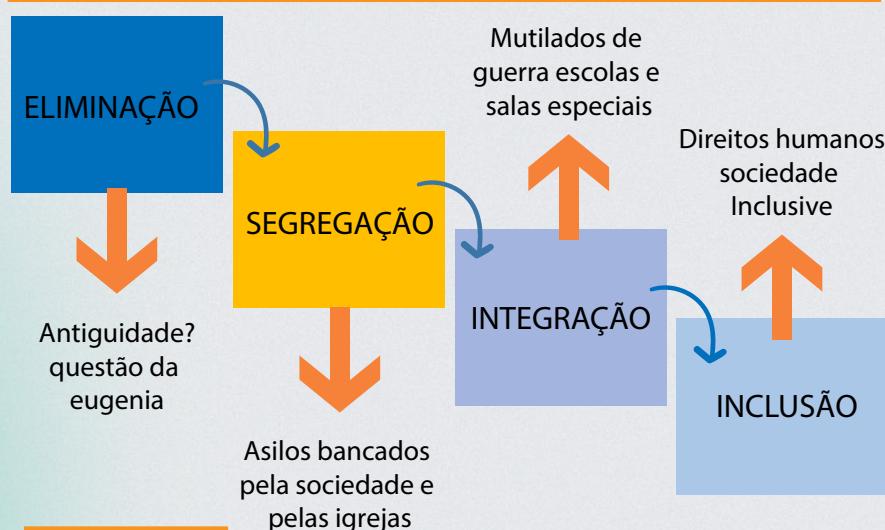 ELIMINAÇÃO
Antiguidade?
questão da
eugenia
SEGREGAÇÃO
Asilos bancados
pela sociedade e
pelas igrejas
Mutilados de
guerra escolas e
salas especiais
INTEGRAÇÃO
Direitos humanos
sociedade
Inclusive
INCLUSÃO